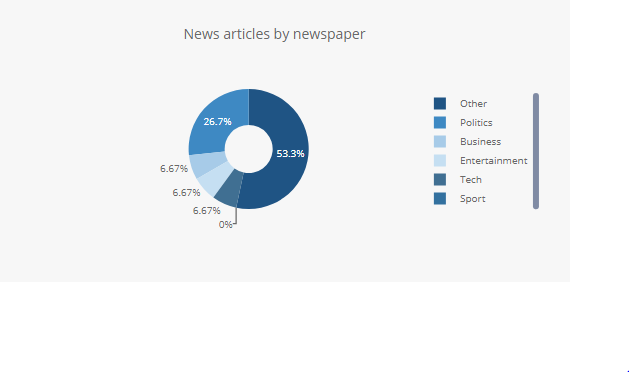 News articles by newspaper
26.7%
53.3%
6.67%
6.67%
6.67%
0%
Other
Politics
Business
Entertainment
Tech
Sport